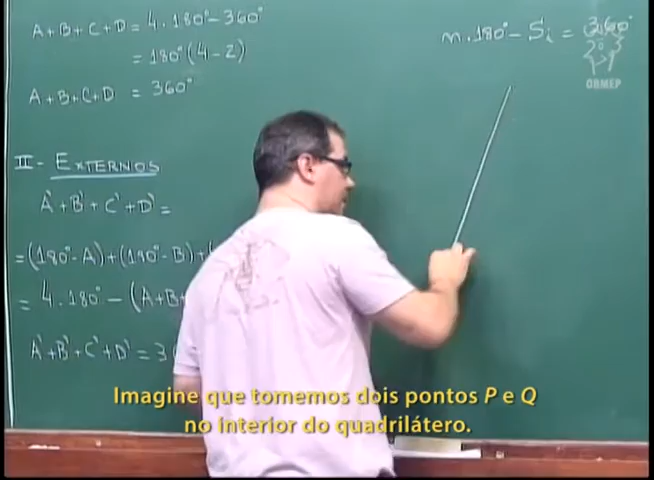 A+B+C+D = 4.180°-360°
= 180°(4-2)
A+B+C+D = 360°
II- EXTERNOS
A'+B'+C'+D' =
=(180°-A)+(180°-B)+(
= 4.180° - (A+B+
A'+B'+C'+D' = 3
n.180° - Si = 360°
OBMEP
Imagine que tomemos dois pontos P e Q
no interior do quadrilátero.